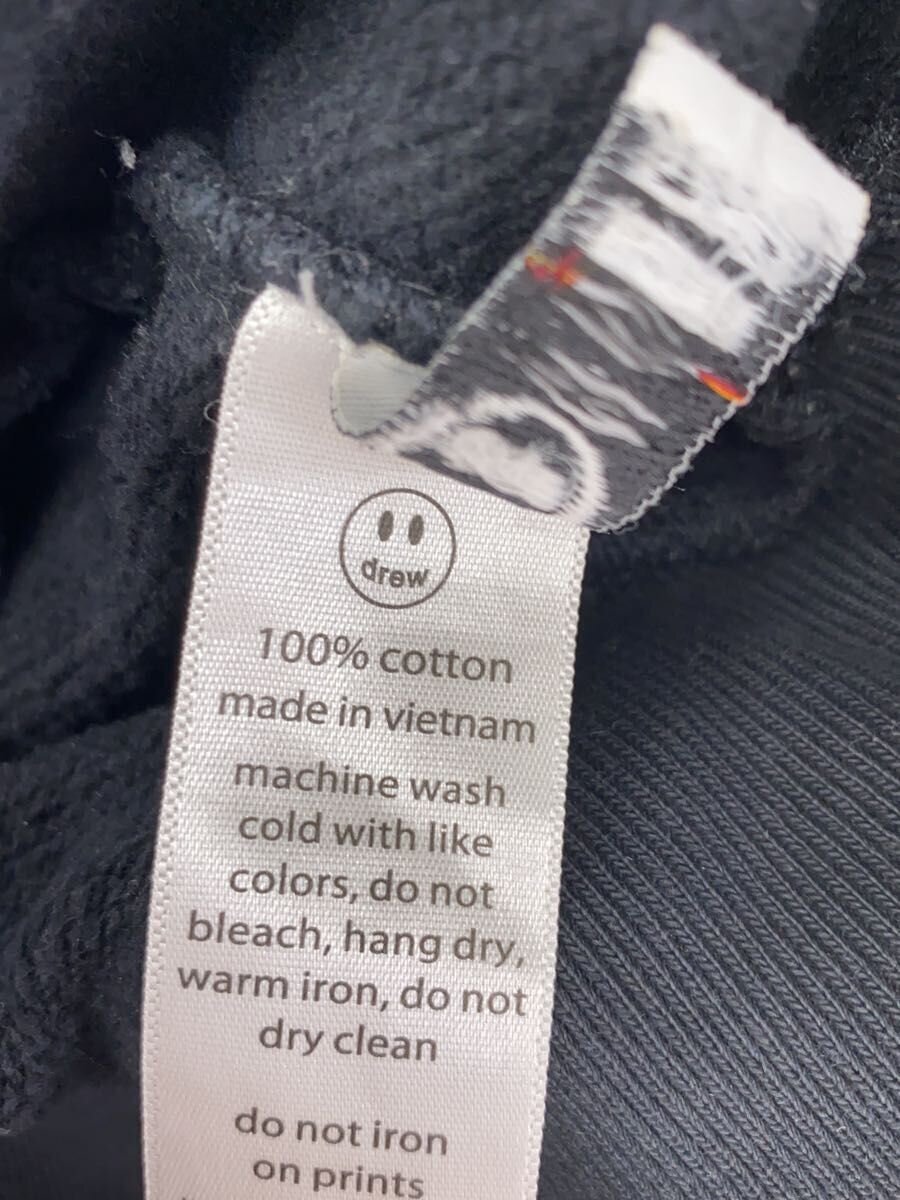 drew
100% cotton
made in vietnam
machine wash
cold with like
colors, do not
bleach, hang dry,
warm iron, do not
dry clean
do not iron
on prints